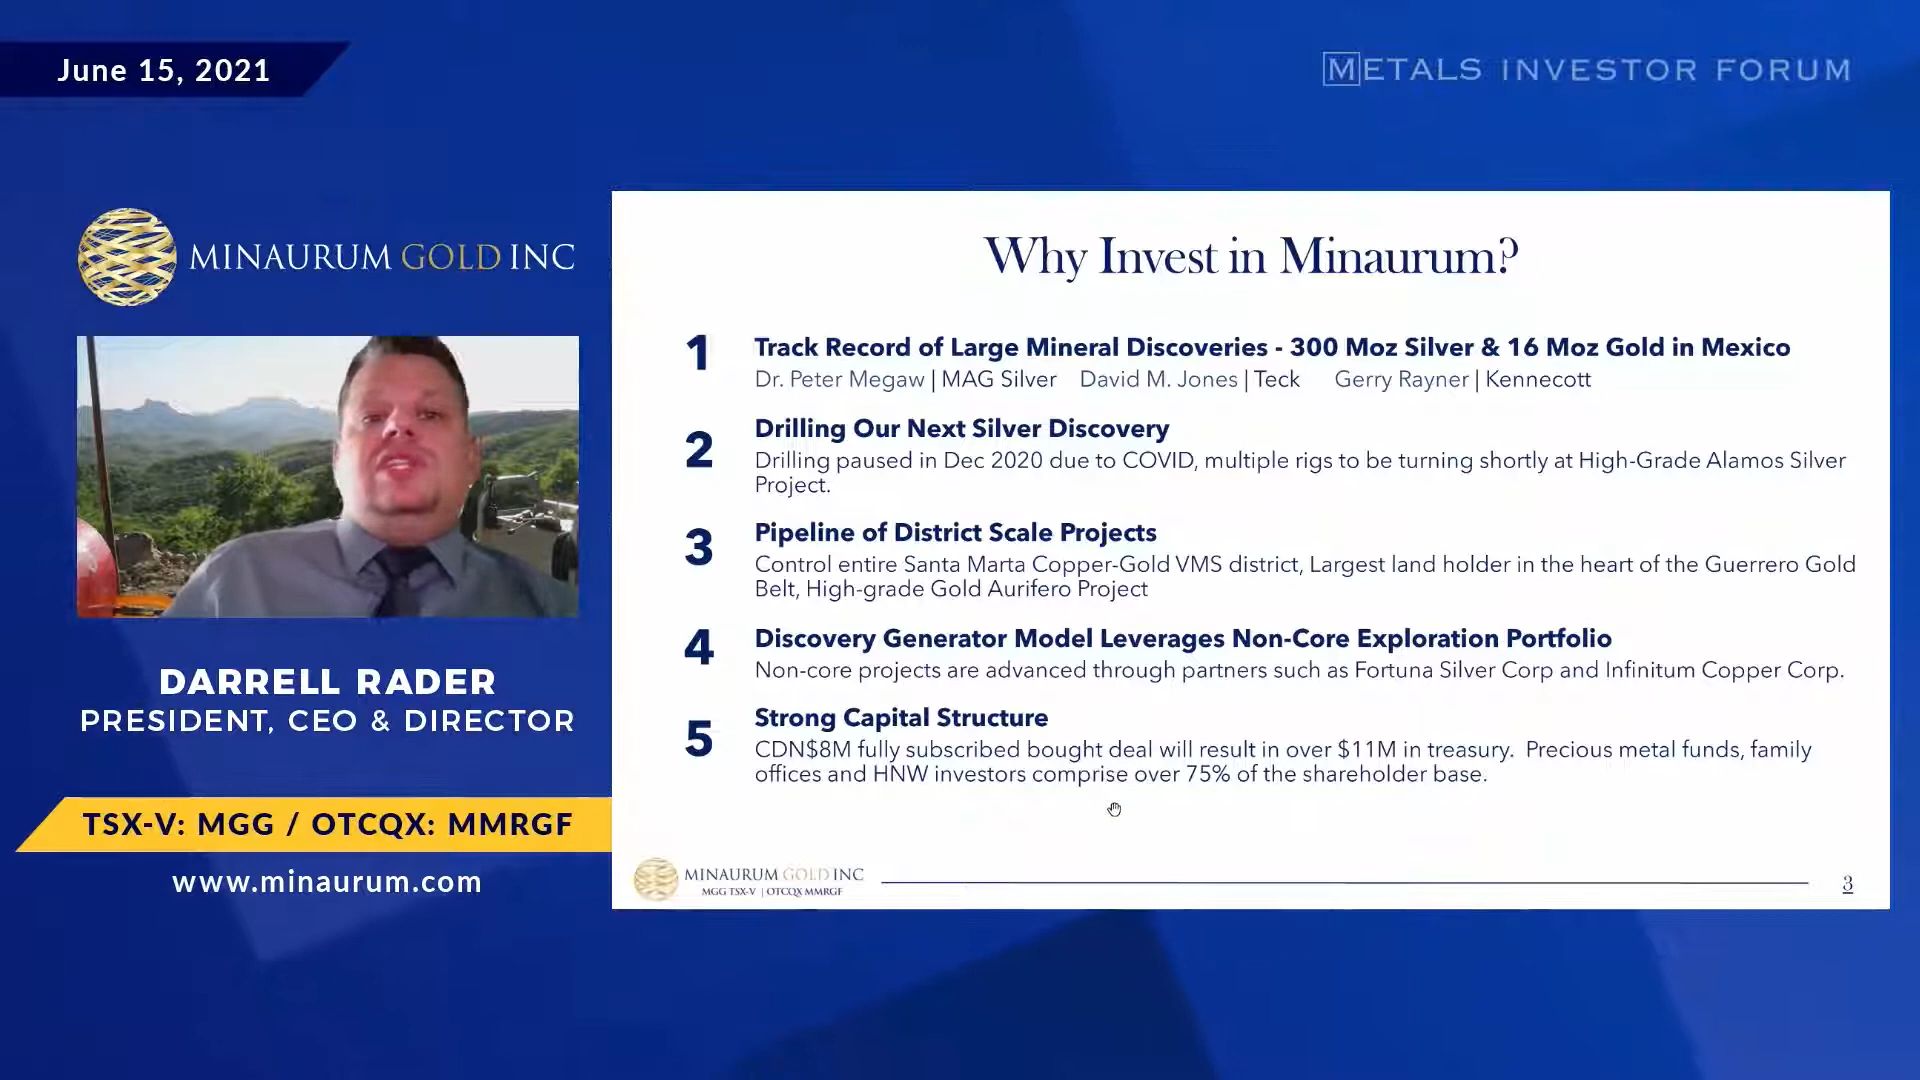 June 15, 2021
METALS INVESTOR FORUM
MINAURUM GOLD INC
DARRELL RADER
PRESIDENT, CEO & DIRECTOR
TSX-V: MGG / OTCQX: MMRGF
www.minaurum.com
Why Invest in Minaurum?
1
Track Record of Large Mineral Discoveries - 300 Moz Silver & 16 Moz Gold in Mexico
Dr. Peter Megaw | MAG Silver David M. Jones | Teck Gerry Rayner | Kennecott
2
Drilling Our Next Silver Discovery
Drilling paused in Dec 2020 due to COVID, multiple rigs to be turning shortly at High-Grade Alamos Silver
Project.
3
Pipeline of District Scale Projects
Control entire Santa Marta Copper-Gold VMS district, Largest land holder in the heart of the Guerrero Gold
Belt, High-grade Gold Aurifero Project
4
Discovery Generator Model Leverages Non-Core Exploration Portfolio
Non-core projects are advanced through partners such as Fortuna Silver Corp and Infinitum Copper Corp.
5
Strong Capital Structure
CDN$8M fully subscribed bought deal will result in over $11M in treasury. Precious metal funds, family
offices and HNW investors comprise over 75% of the shareholder base.
MINAURUM GOLD INC
MGG TSX-V | OTCQX MMRGF
3